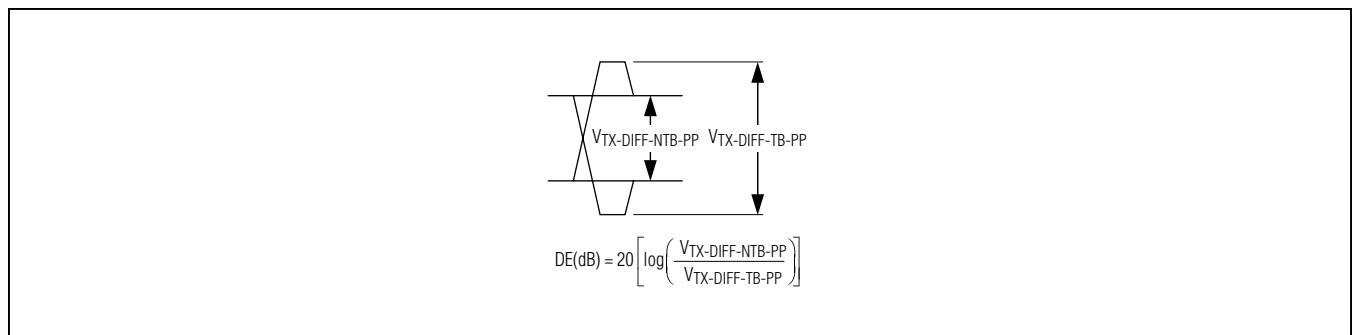 VTX-DIFF-NTB-PP VTX-DIFF-TB-PP
DE(dB) = 20 [log(VTX-DIFF-NTB-PP / VTX-DIFF-TB-PP)]